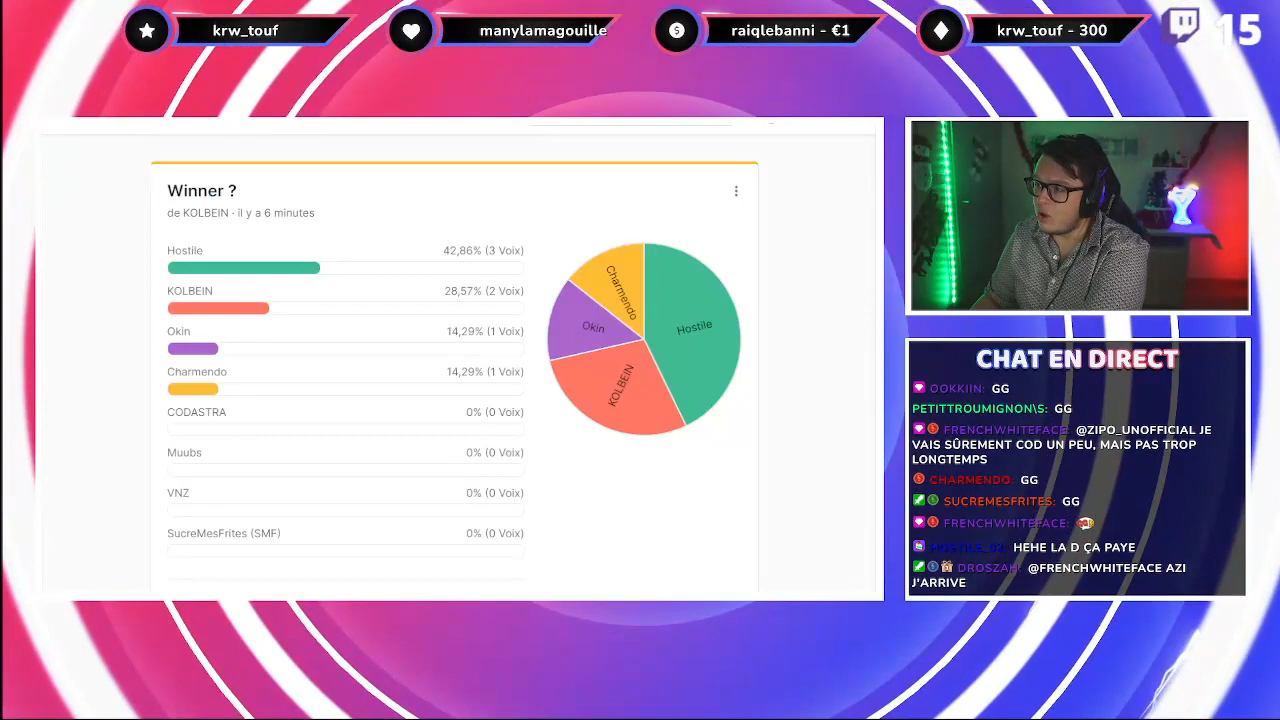 krw_touf
manylamagouille
raiqlebanni - €1
krw_touf - 300
15
Winner ?
de KOLBEIN · il y a 6 minutes
Hostile 42,86% (3 Voix)
KOLBEIN 28,57% (2 Voix)
Okin 14,29% (1 Voix)
Charmendo 14,29% (1 Voix)
CODASTRA 0% (0 Voix)
Muubs 0% (0 Voix)
VNZ 0% (0 Voix)
SucreMesFrites (SMF) 0% (0 Voix)
Charmendo
Okin
Hostile
KOLBEIN
CHAT EN DIRECT
OOKKIIN: GG
PETITTROUMIGNON\S: GG
FRENCHWHITEFACE: @ZIPO_UNOFFICIAL JE
VAIS SÛREMENT COD UN PEU, MAIS PAS TROP
LONGTEMPS
CHARMENDO: GG
SUCREMESFRITES: GG
FRENCHWHITEFACE:
HEHE LA D ÇA PAYE
DROSZAH: @FRENCHWHITEFACE AZI
J'ARRIVE